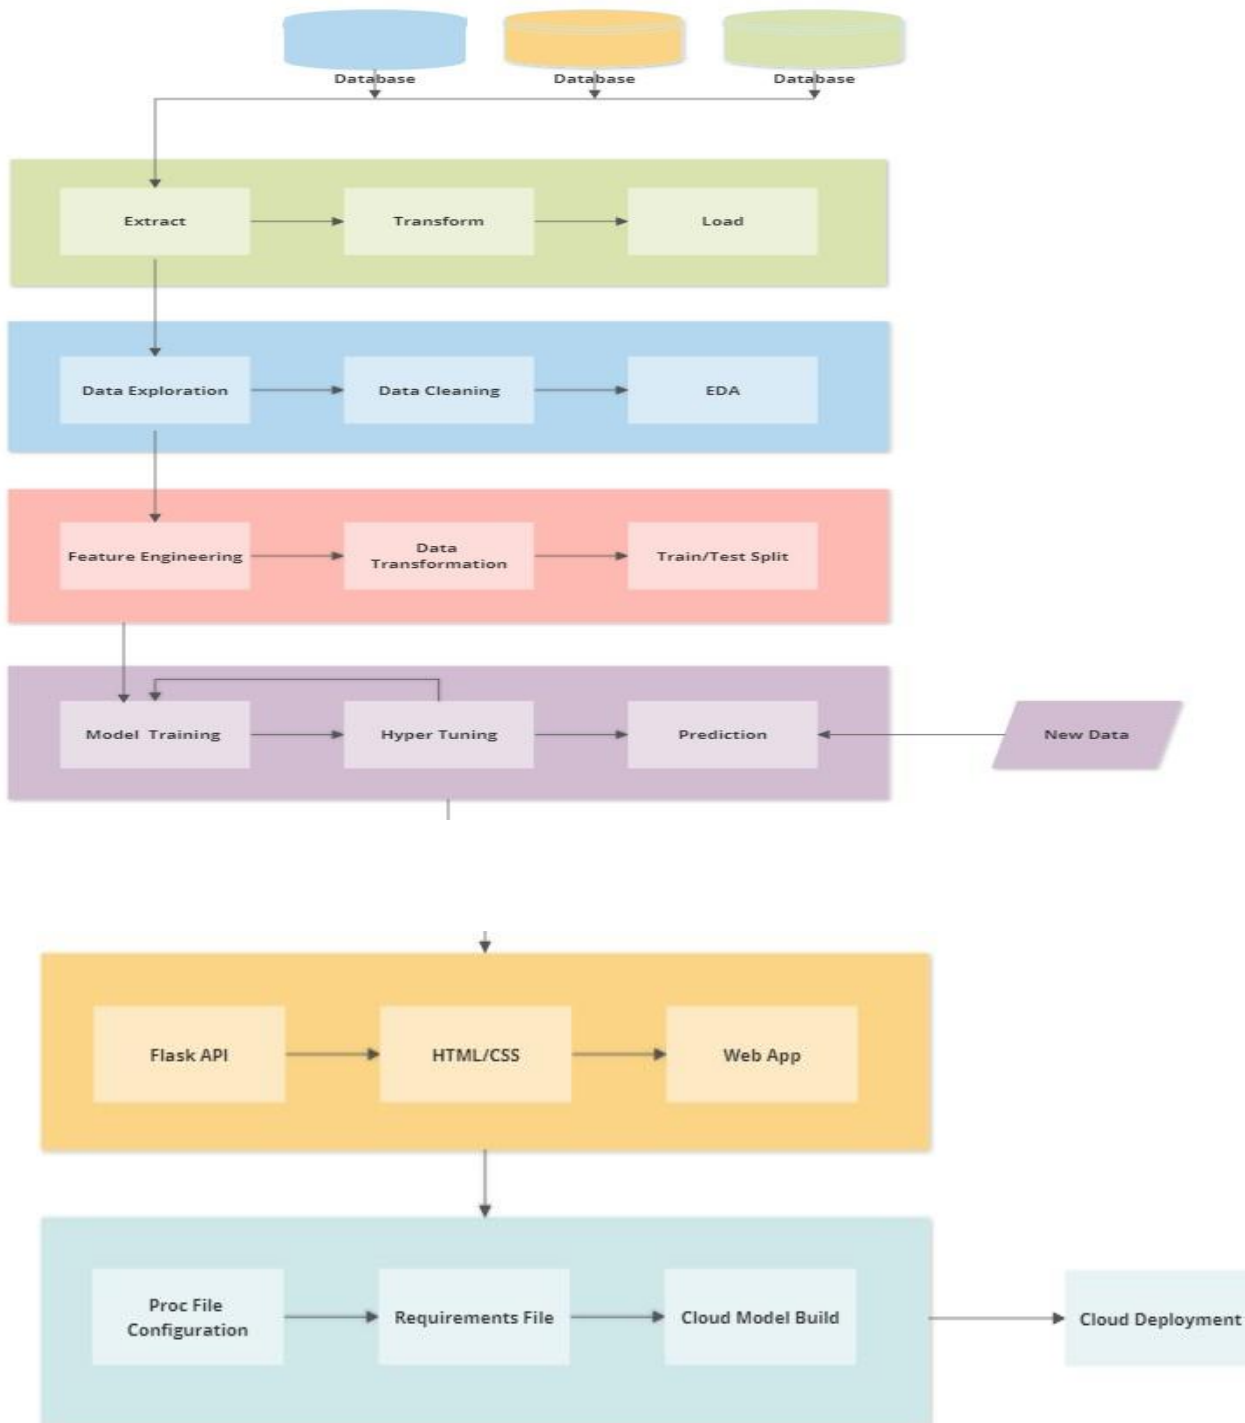 Database
Database
Database
Extract
Transform
Load
Data Exploration
Data Cleaning
EDA
Feature Engineering
Data
Transformation
Train/Test Split
Model  Training
Hyper Tuning
Prediction
New Data
Flask API
HTML/CSS
Web App
Proc File
Configuration
Requirements File
Cloud Model Build
Cloud Deployment